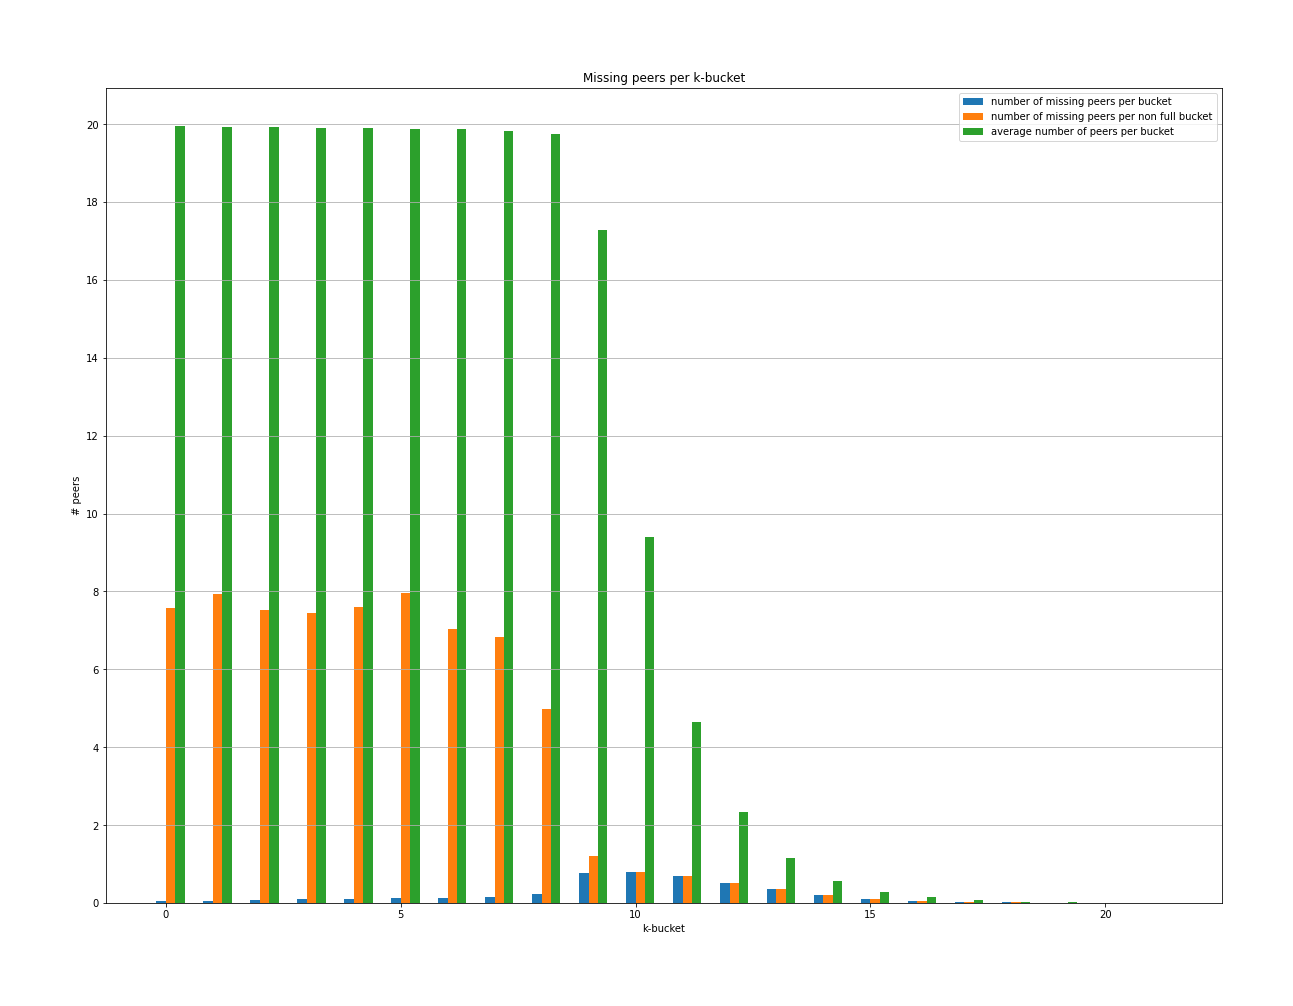 Missing peers per k-bucket
number of missing peers per bucket
number of missing peers per non full bucket
average number of peers per bucket
20
18
16
14
12
10
8
6
4
2
0
# peers
0 5 10 15 20
k-bucket